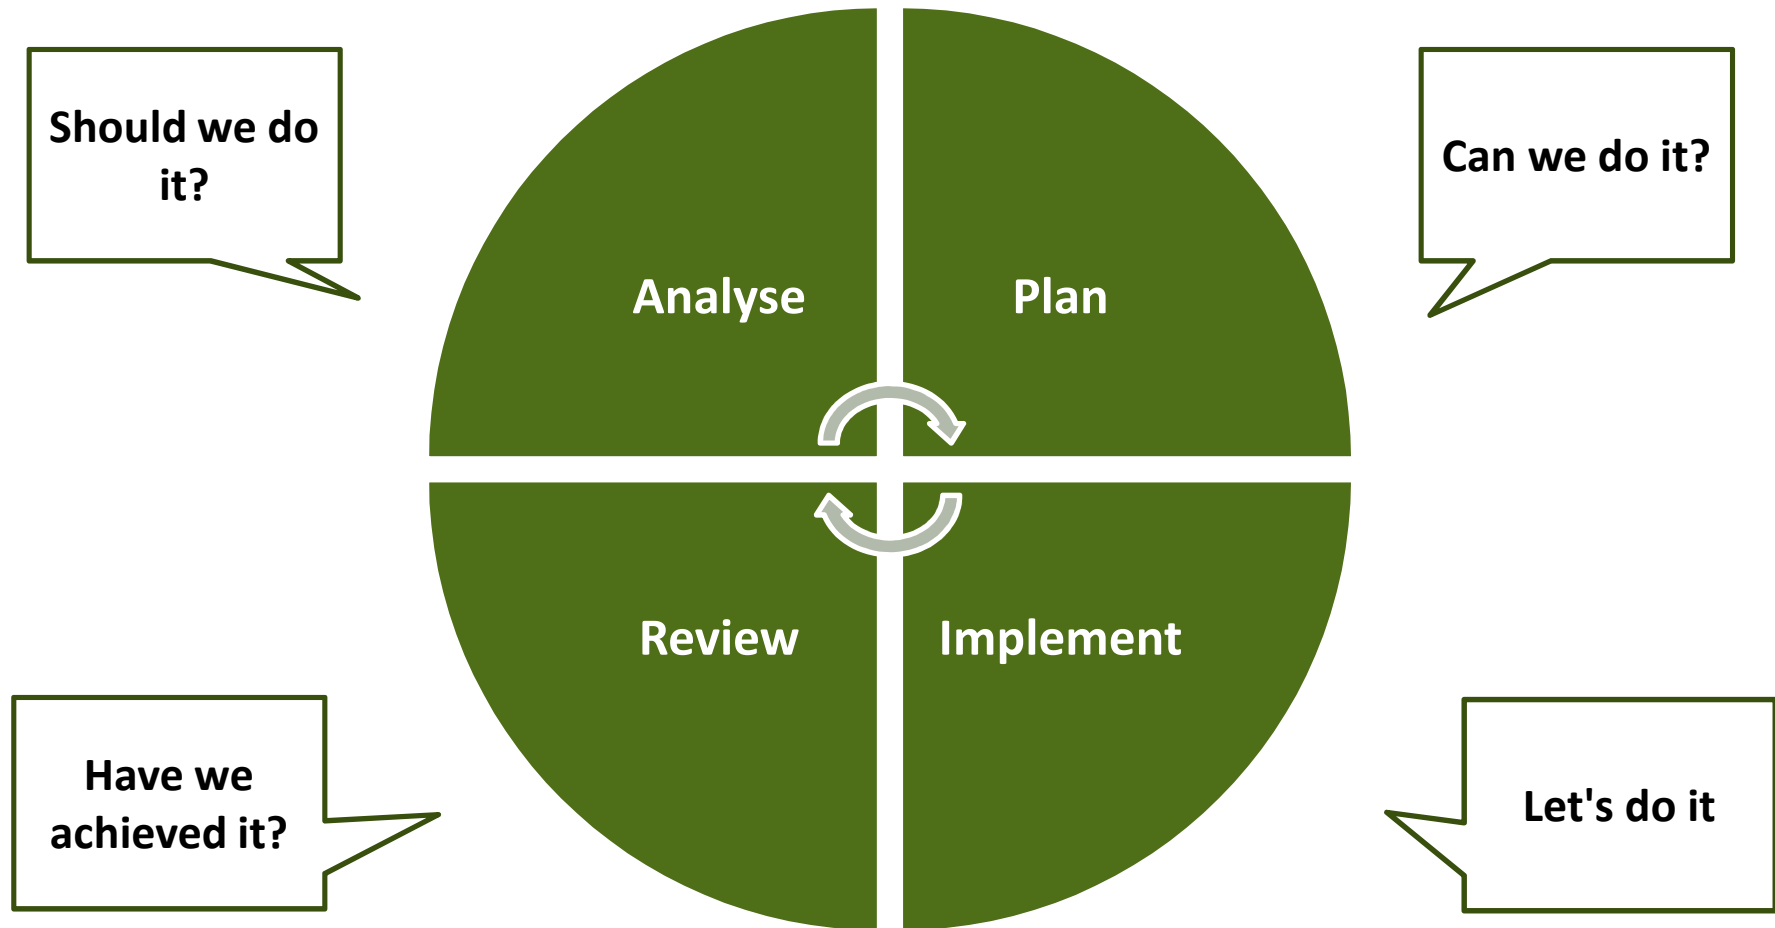 Should we do
it?
Analyse
Plan
Can we do it?
Review
Implement
Have we
achieved it?
Let's do it